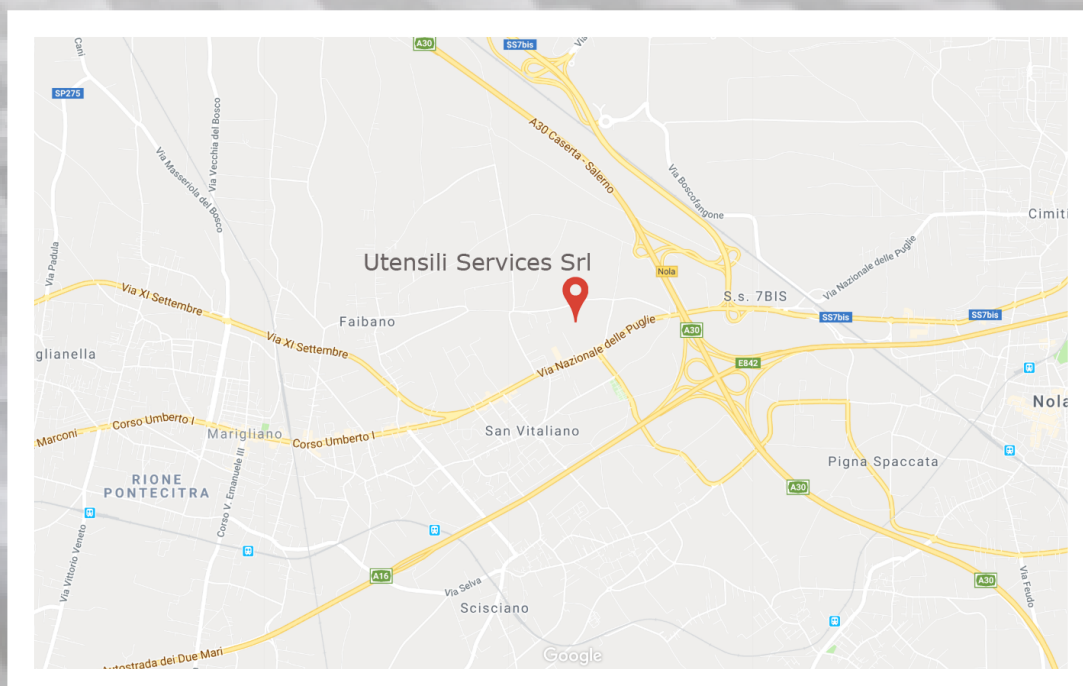 A30
SS7bis
Cani
SP275
Via Vecchia del Bosco
A30 Caserta - Salerno
Via Masseriola del Bosco
Via Boscofangone
Cimiti
Via Padula
Via Nazionale delle Puglie
Utensili Services Srl
Nola
S.s. 7BIS
Via XI Settembre
Faibano
SS7bis
SS7bis
A30
Via XI Settembre
Via Nazionale delle Puglie
glianella
E842
Nola
Corso Umberto I
Marconi
Marigliano
Corso Umberto I
San Vitaliano
Pigna Spaccata
RIONE
PONTECITRA
Corso V. Emanuele III
A30
Via Vittorio Veneto
A16
Via Selva
A30
Via Feudo
Scisciano
Google
Autostrada dei Due Mari